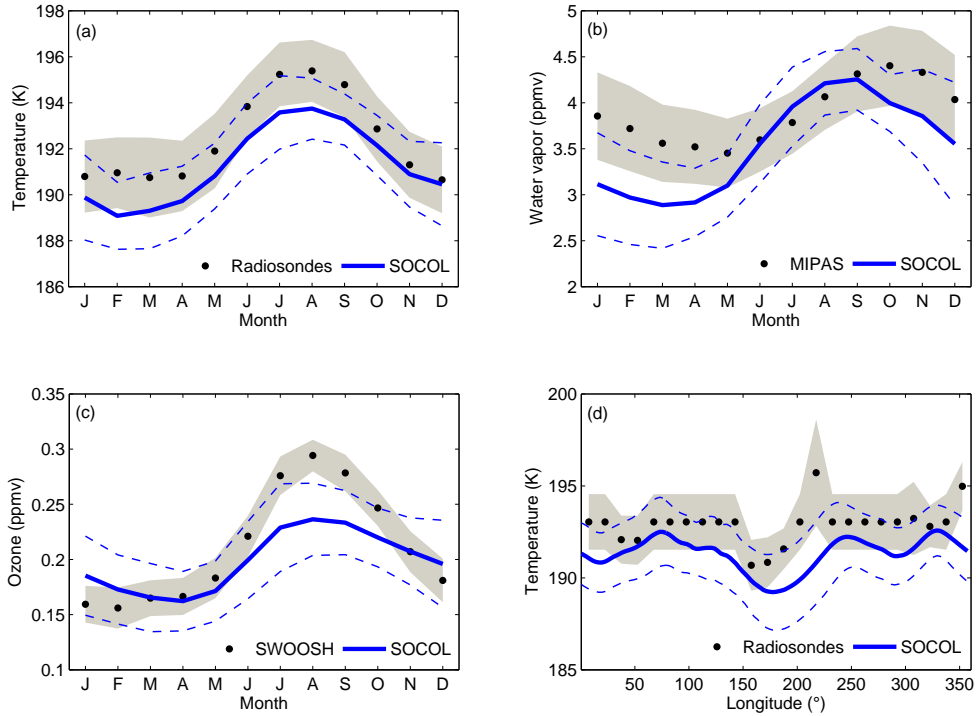 (a)
Temperature (K)
198
196
194
192
190
188
186
Radiosondes SOCOL
J F M A M J J A S O N D
Month
(b)
Water vapor (ppmv)
5
4.5
4
3.5
3
2.5
2
MIPAS SOCOL
J F M A M J J A S O N D
Month
(c)
Ozone (ppmv)
0.35
0.3
0.25
0.2
0.15
0.1
SWOOSH SOCOL
J F M A M J J A S O N D
Month
(d)
Temperature (K)
200
195
190
185
Radiosondes SOCOL
50 100 150 200 250 300 350
Longitude (°)